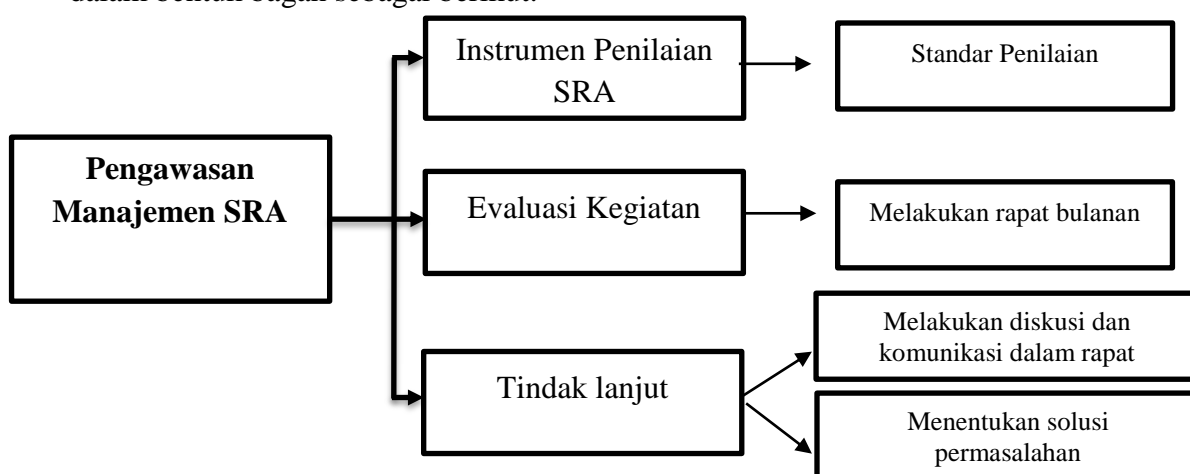 dalam bentuk bagan sebagai berikut:
Instrumen Penilaian
SRA
Standar Penilaian
Pengawasan
Manajemen SRA
Evaluasi Kegiatan
Melakukan rapat bulanan
Tindak lanjut
Melakukan diskusi dan
komunikasi dalam rapat
Menentukan solusi
permasalahan